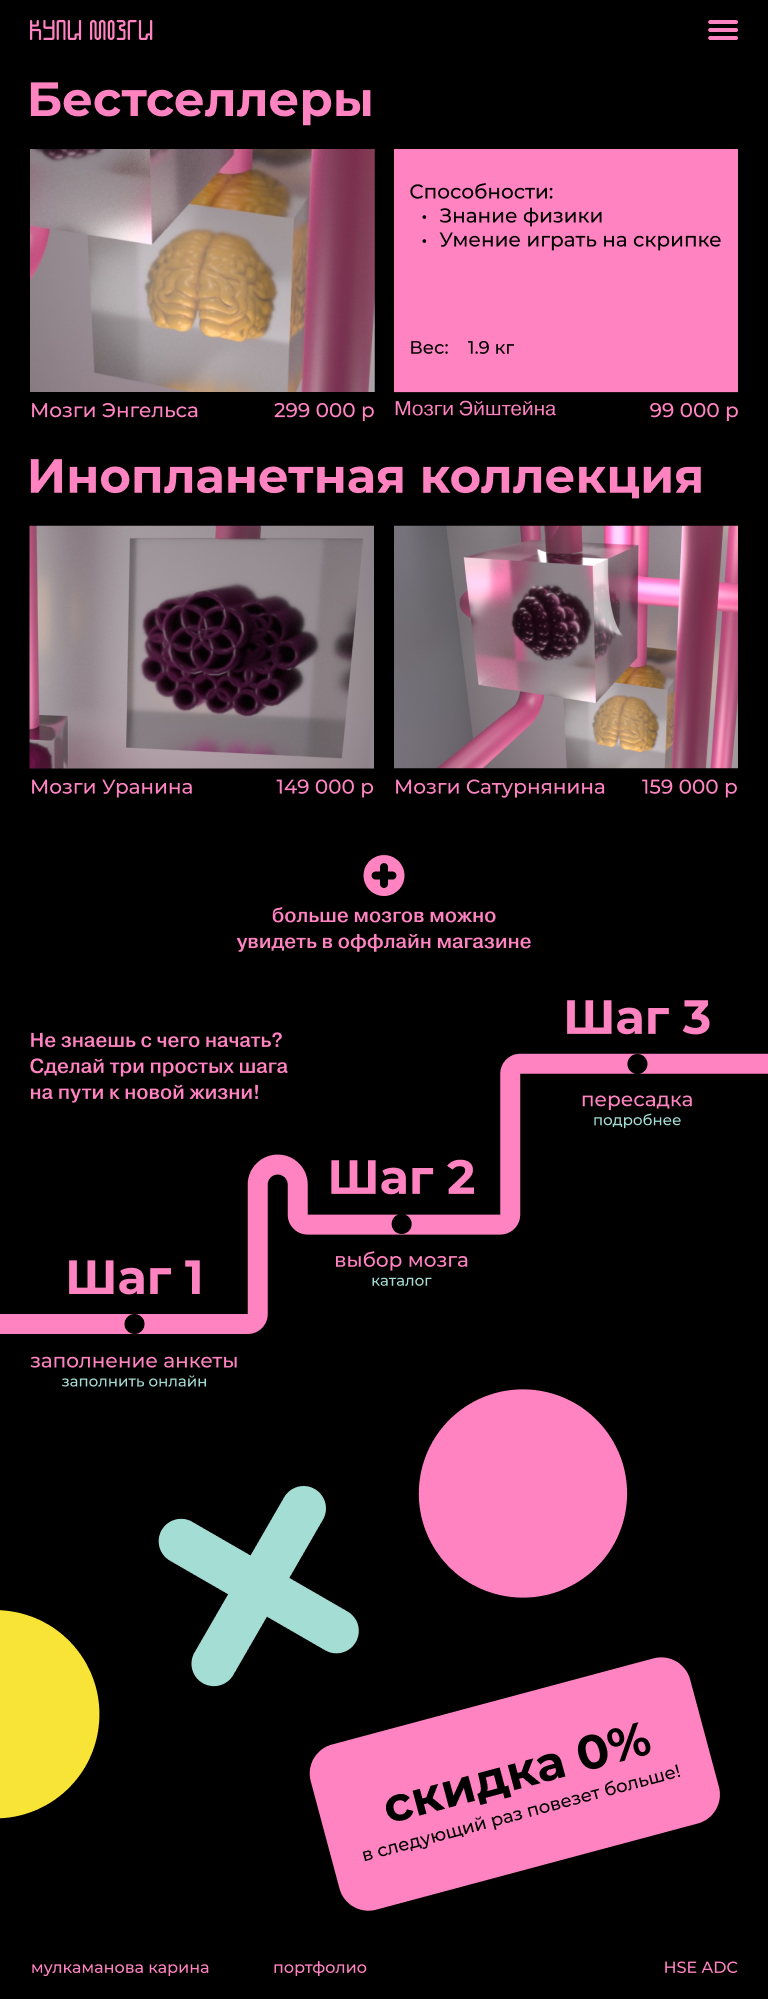 КУПИ МОЗГИ
Бестселлеры
Способности:
• Знание физики
• Умение играть на скрипке
Вес: 1.9 кг
Мозги Энгельса 299 000 р
Мозги Эйштейна 99 000 р
Инопланетная коллекция
Мозги Уранина 149 000 р
Мозги Сатурнянина 159 000 р
больше мозгов можно
увидеть в оффлайн магазине
Не знаешь с чего начать?
Сделай три простых шага
на пути к новой жизни!
Шаг 3
пересадка
подробнее
Шаг 2
выбор мозга
каталог
Шаг 1
заполнение анкеты
заполнить онлайн
скидка 0%
в следующий раз повезет больше!
мулкаманова карина портфолио HSE ADC